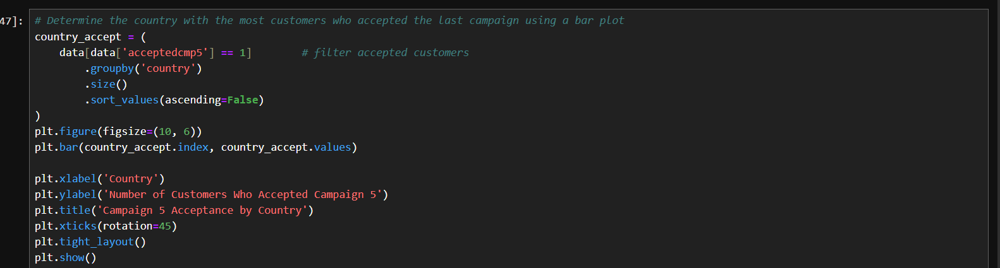 47]:
# Determine the country with the most customers who accepted the last campaign using a bar plot
country_accept = (
    data[data['acceptedcmp5'] == 1]        # filter accepted customers
        .groupby('country')
        .size()
        .sort_values(ascending=False)
)
plt.figure(figsize=(10, 6))
plt.bar(country_accept.index, country_accept.values)
plt.xlabel('Country')
plt.ylabel('Number of Customers Who Accepted Campaign 5')
plt.title('Campaign 5 Acceptance by Country')
plt.xticks(rotation=45)
plt.tight_layout()
plt.show()